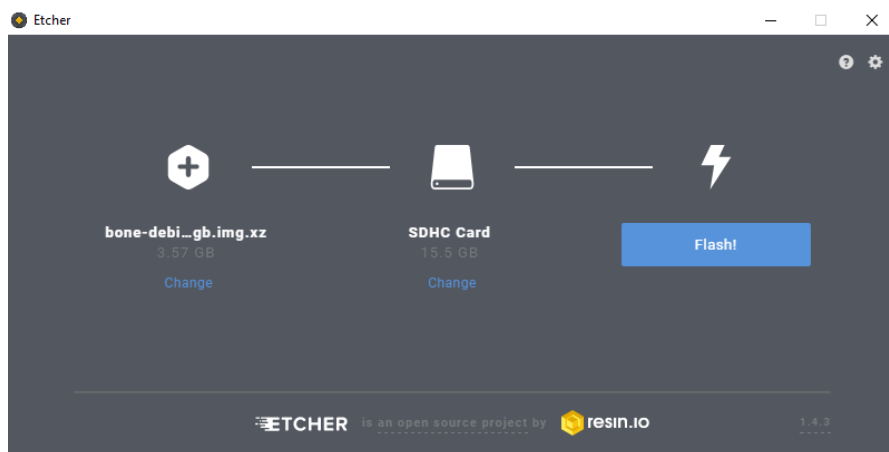 Etcher
bone-debi...gb.img.xz
3.57 GB
Change
SDHC Card
15.5 GB
Change
Flash!
ETCHER is an open source project by resin.io
1.4.3